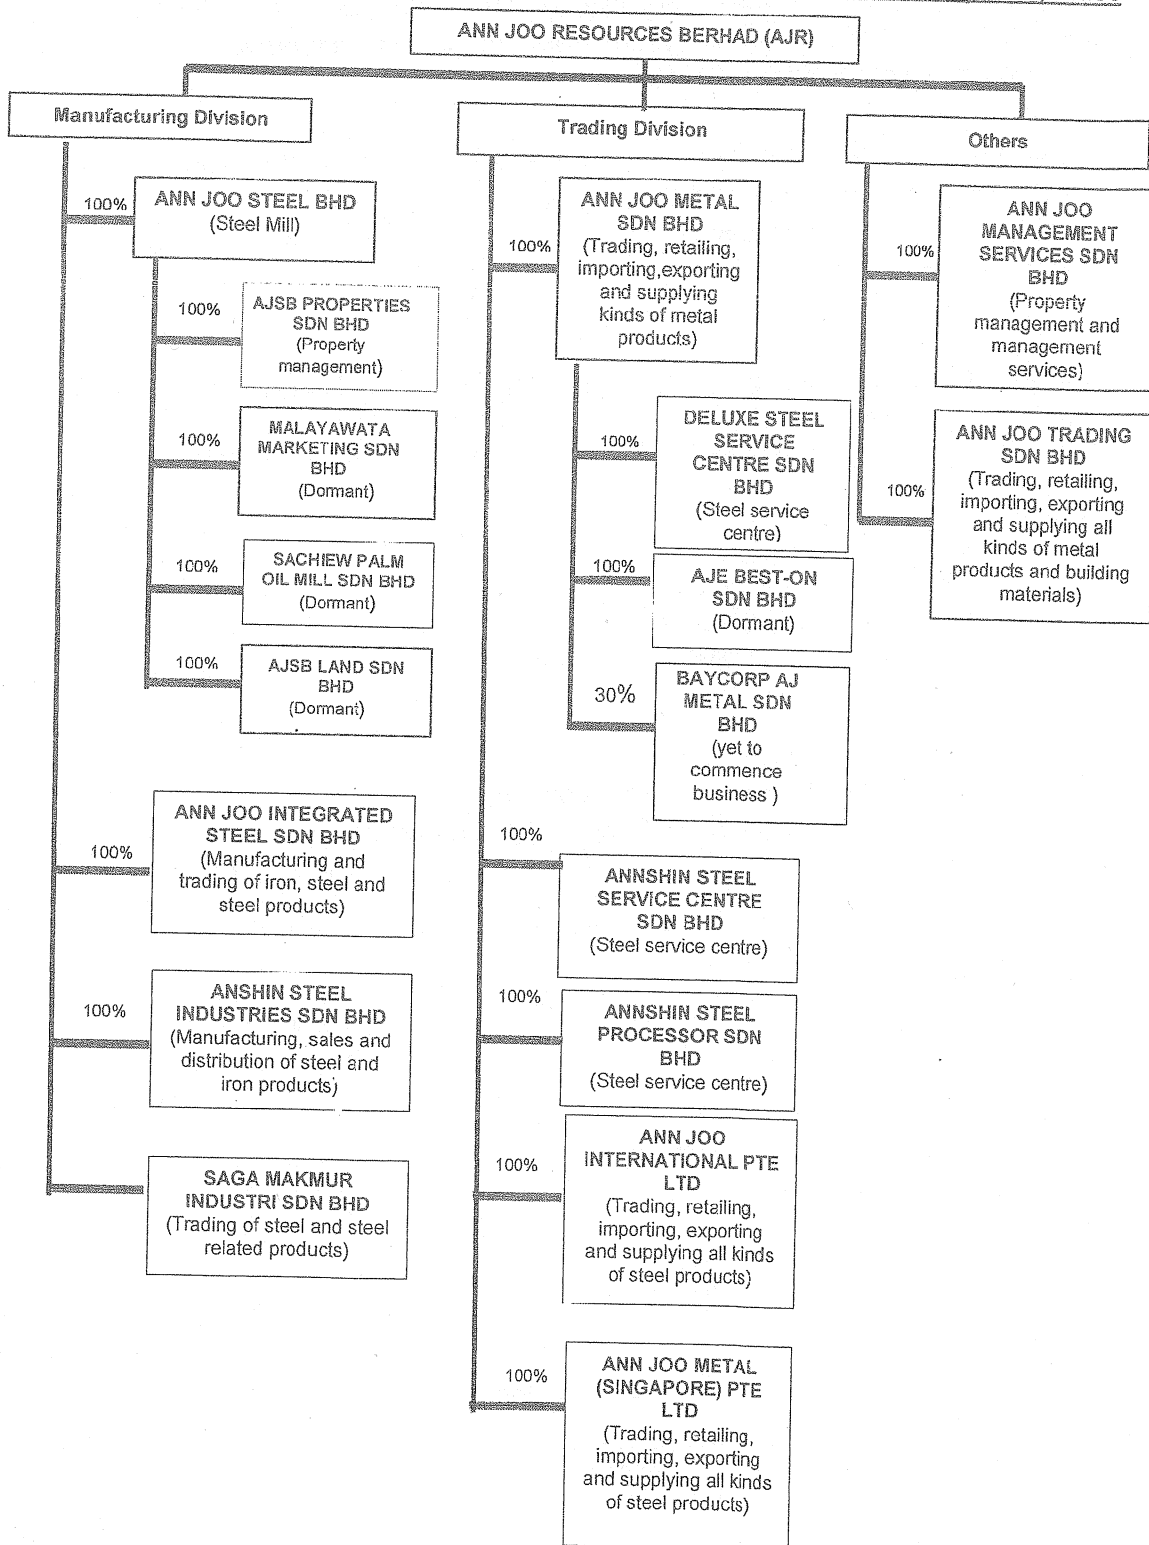 ANN JOO RESOURCES BERHAD (AJR)
Manufacturing Division
100%
ANN JOO STEEL BHD
(Steel Mill)
100%
AJSB PROPERTIES
SDN BHD
(Property
management)
100%
MALAYAWATA
MARKETING SDN
BHD
(Dormant)
100%
SACHIEW PALM
OIL MILL SDN BHD
(Dormant)
100%
AJSB LAND SDN
BHD
(Dormant)
100%
ANN JOO INTEGRATED
STEEL SDN BHD
(Manufacturing and
trading of iron, steel and
steel products)
100%
ANSHIN STEEL
INDUSTRIES SDN BHD
(Manufacturing, sales and
distribution of steel and
iron products)
SAGA MAKMUR
INDUSTRI SDN BHD
(Trading of steel and steel
related products)
Trading Division
100%
ANN JOO METAL
SDN BHD
(Trading, retailing,
importing,exporting
and supplying
kinds of metal
products)
100%
DELUXE STEEL
SERVICE
CENTRE SDN
BHD
(Steel service
centre)
100%
AJE BEST-ON
SDN BHD
(Dormant)
30%
BAYCORP AJ
METAL SDN
BHD
(yet to
commence
business )
100%
ANNSHIN STEEL
SERVICE CENTRE
SDN BHD
(Steel service centre)
100%
ANNSHIN STEEL
PROCESSOR SDN
BHD
(Steel service centre)
100%
ANN JOO
INTERNATIONAL PTE
LTD
(Trading, retailing,
importing, exporting
and supplying all kinds
of steel products)
100%
ANN JOO METAL
(SINGAPORE) PTE
LTD
(Trading, retailing,
importing, exporting
and supplying all kinds
of steel products)
Others
100%
ANN JOO
MANAGEMENT
SERVICES SDN
BHD
(Property
management and
management
services)
100%
ANN JOO TRADING
SDN BHD
(Trading, retailing,
importing, exporting
and supplying all
kinds of metal
products and building
materials)